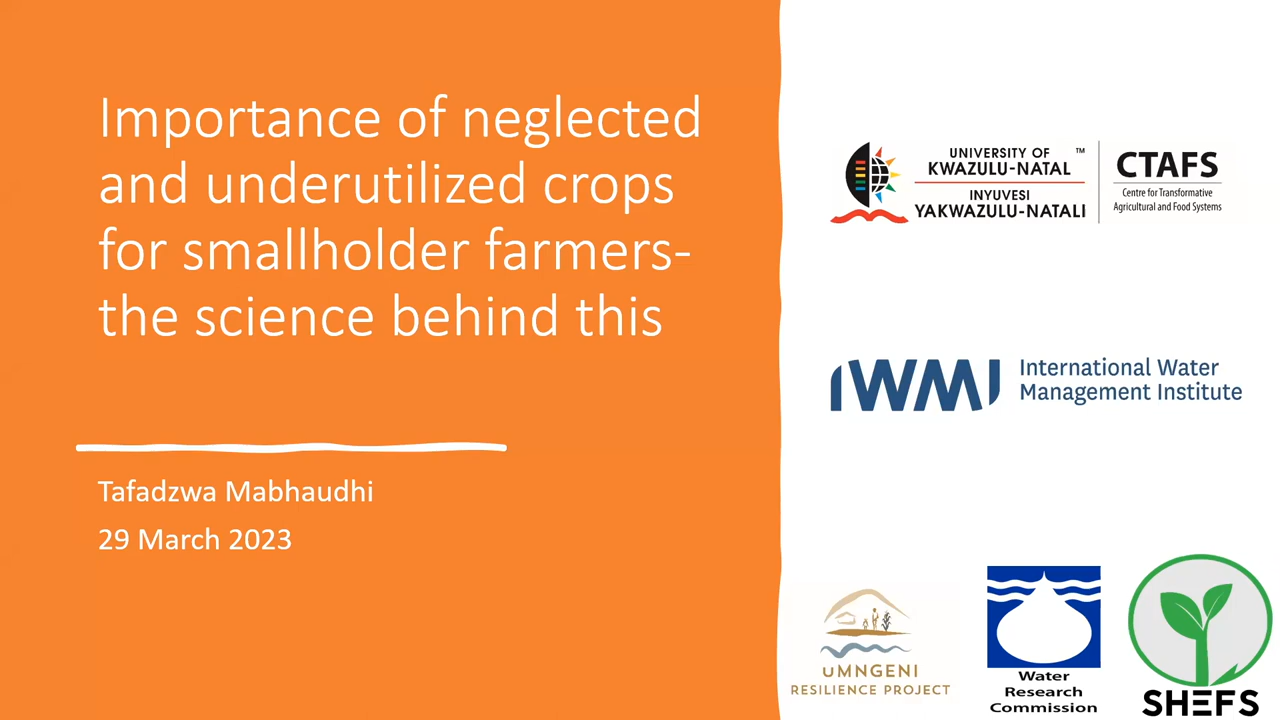 Importance of neglected
and underutilized crops
for smallholder farmers-
the science behind this
Tafadzwa Mabhaudhi
29 March 2023
UNIVERSITY OF ™
KWAZULU-NATAL
INYUVESI
YAKWAZULU-NATALI
CTAFS
Centre for Transformative
Agricultural and Food Systems
IWMI
International Water
Management Institute
uMNGENI
RESILIENCE PROJECT
Water
Research
Commission
SHEFS